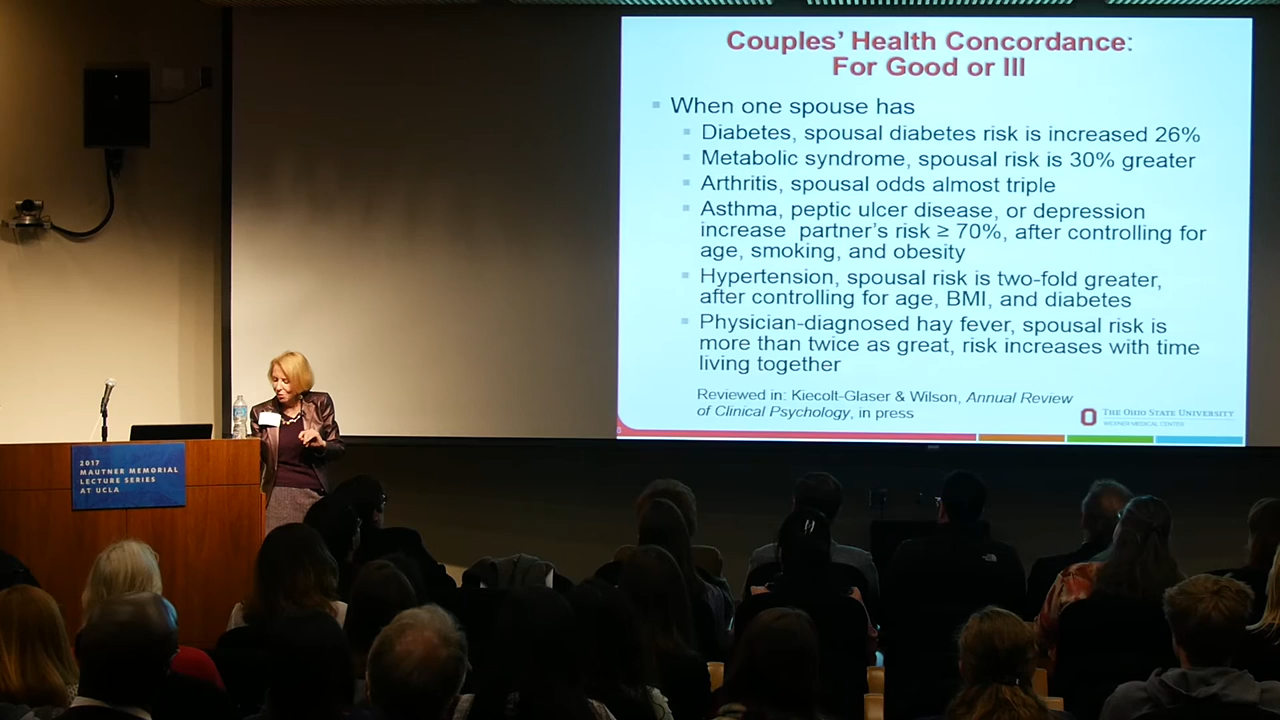 Couples’ Health Concordance:
For Good or Ill
When one spouse has
Diabetes, spousal diabetes risk is increased 26%
Metabolic syndrome, spousal risk is 30% greater
Arthritis, spousal odds almost triple
Asthma, peptic ulcer disease, or depression
increase partner’s risk ≥ 70%, after controlling for
age, smoking, and obesity
Hypertension, spousal risk is two-fold greater,
after controlling for age, BMI, and diabetes
Physician-diagnosed hay fever, spousal risk is
more than twice as great, risk increases with time
living together
Reviewed in: Kiecolt-Glaser & Wilson, Annual Review
of Clinical Psychology, in press
THE OHIO STATE UNIVERSITY
WEXNER MEDICAL CENTER
2017
MAUTNER MEMORIAL
LECTURE SERIES
AT UCLA